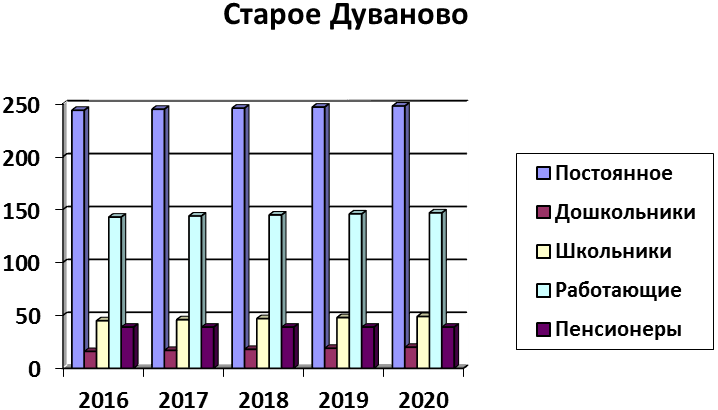 Старое Дуваново
250
200
150
100
50
0
2016 2017 2018 2019 2020
Постоянное
Дошкольники
Школьники
Работающие
Пенсионеры